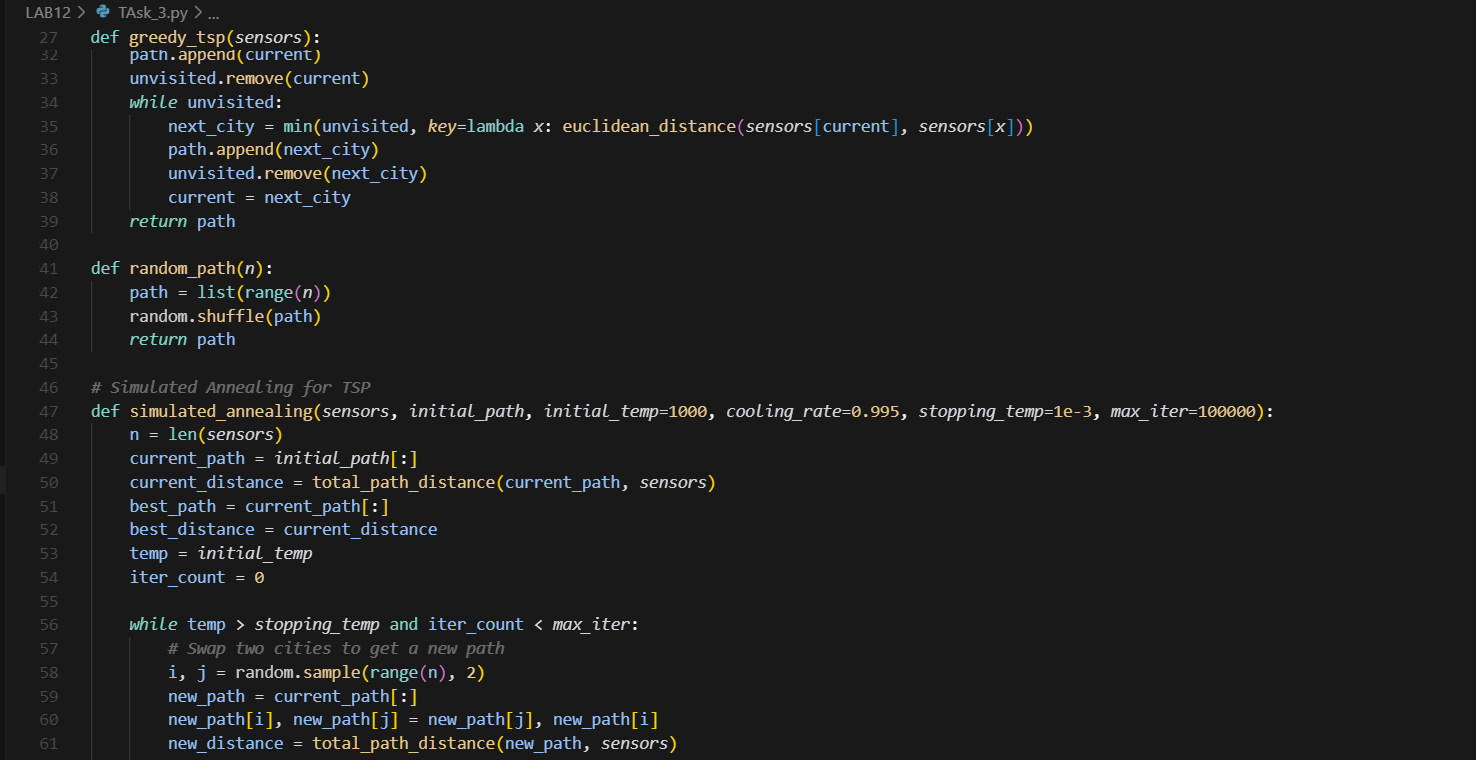 LAB12 > TAsk_3.py > ...
27 def greedy_tsp(sensors):
32     path.append(current)
33     unvisited.remove(current)
34     while unvisited:
35         next_city = min(unvisited, key=lambda x: euclidean_distance(sensors[current], sensors[x]))
36         path.append(next_city)
37         unvisited.remove(next_city)
38         current = next_city
39     return path
40
41 def random_path(n):
42     path = list(range(n))
43     random.shuffle(path)
44     return path
45
46 # Simulated Annealing for TSP
47 def simulated_annealing(sensors, initial_path, initial_temp=1000, cooling_rate=0.995, stopping_temp=1e-3, max_iter=100000):
48     n = len(sensors)
49     current_path = initial_path[:]
50     current_distance = total_path_distance(current_path, sensors)
51     best_path = current_path[:]
52     best_distance = current_distance
53     temp = initial_temp
54     iter_count = 0
55
56     while temp > stopping_temp and iter_count < max_iter:
57         # Swap two cities to get a new path
58         i, j = random.sample(range(n), 2)
59         new_path = current_path[:]
60         new_path[i], new_path[j] = new_path[j], new_path[i]
61         new_distance = total_path_distance(new_path, sensors)